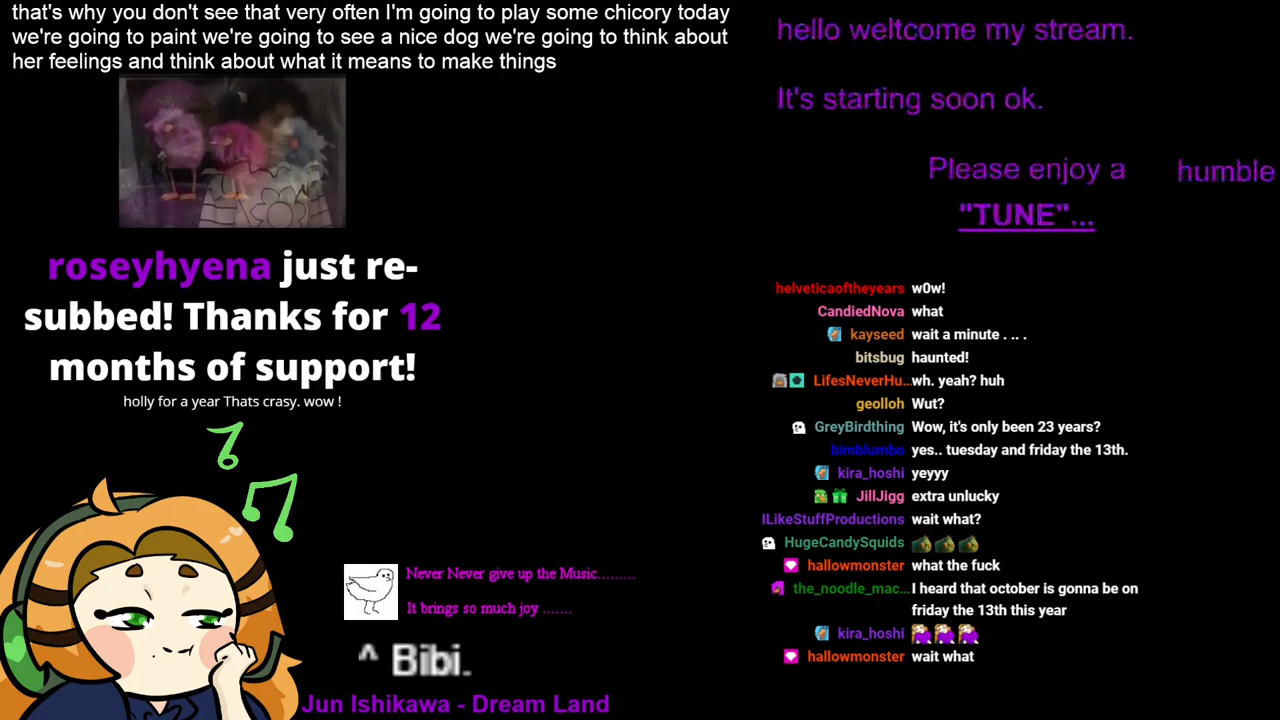 that's why you don't see that very often I'm going to play some chicory today
we're going to paint we're going to see a nice dog we're going to think about
her feelings and think about what it means to make things
hello weltcome my stream.
It's starting soon ok.
Please enjoy a humble
"TUNE"...
roseyhyena just re-
subbed! Thanks for 12
months of support!
holly for a year Thats crasy. wow !
helveticaoftheyears w0w!
CandiedNova what
kayseed wait a minute . .. .
bitsbug haunted!
LifesNeverHu... wh. yeah? huh
geolloh Wut?
GreyBirdthing Wow, it's only been 23 years?
bimblumbo yes.. tuesday and friday the 13th.
kira_hoshi yeyyy
JillJigg extra unlucky
ILikeStuffProductions wait what?
HugeCandySquids
hallowmonster what the fuck
the_noodle_mac... I heard that october is gonna be on
friday the 13th this year
kira_hoshi
hallowmonster wait what
Never Never give up the Music.........
It brings so much joy .......
^ Bibi.
Jun Ishikawa - Dream Land